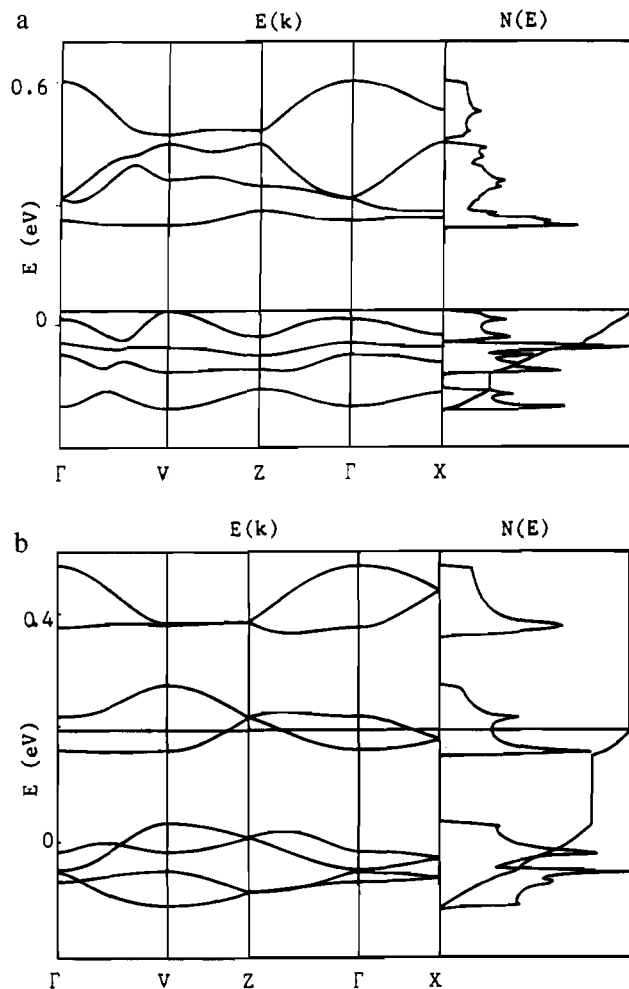 a
E(k) N(E)
0.6
E (eV)
0
Γ V Z Γ X
b
E(k) N(E)
0.4
E (eV)
0
Γ V Z Γ X